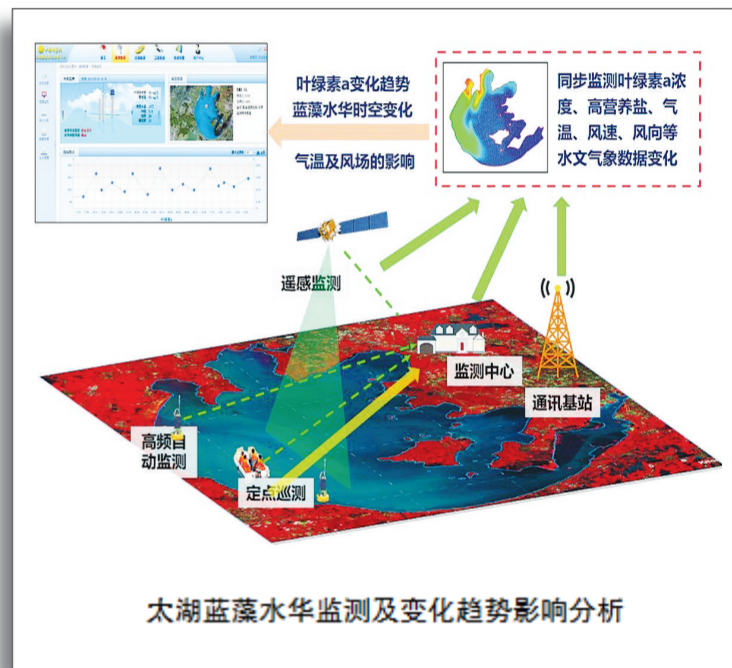 叶绿素a变化趋势
蓝藻水华时空变化
气温及风场的影响
同步监测叶绿素a浓
度、高营养盐、气
温、风速、风向等
水文气象数据变化
遥感监测
监测中心
通讯基站
高频自
动监测
定点巡测
太湖蓝藻水华监测及变化趋势影响分析